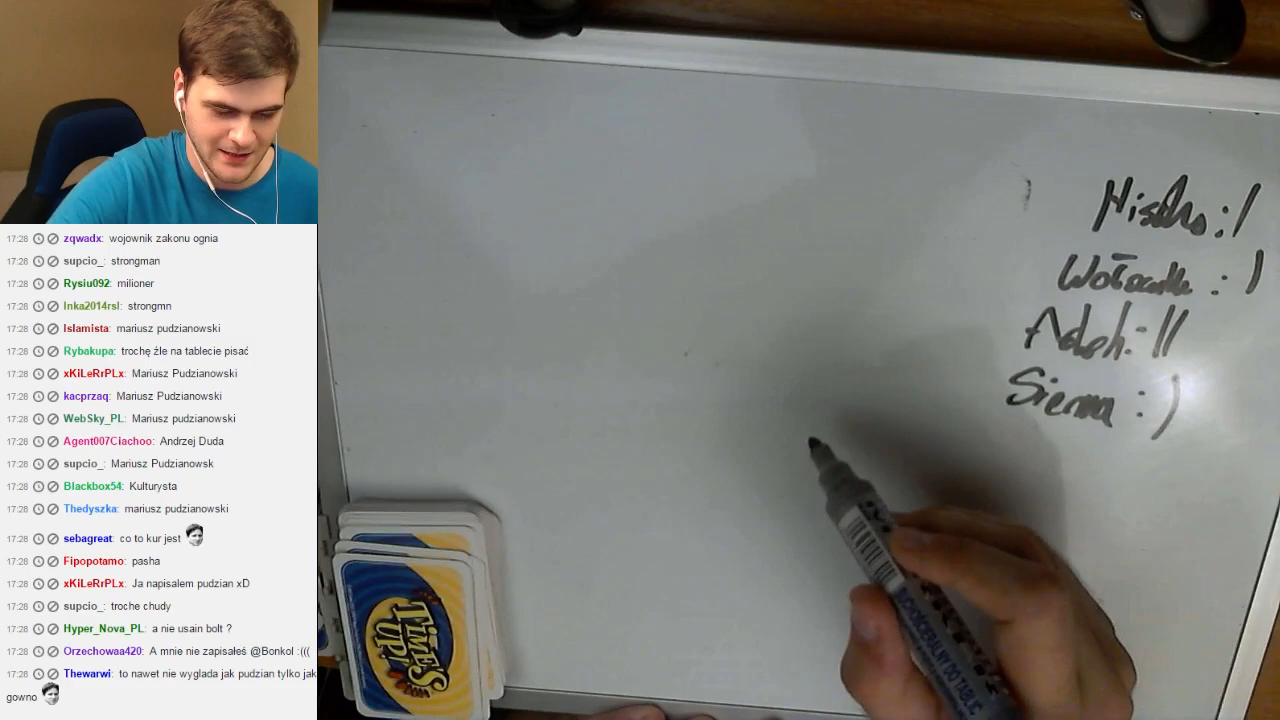 17:28 zqwadx: wojownik zakonu ognia
17:28 supcio_: strongman
17:28 Rysiu092: milioner
17:28 Inka2014rsl: strongmn
17:28 Islamista: mariusz pudzianowski
17:28 Rybakupa: trochę źle na tablecie pisać
17:28 xKiLeRrPLx: Mariusz Pudzianowski
17:28 kacprzaq: Mariusz Pudzianowski
17:28 WebSky_PL: Mariusz pudzianowski
17:28 Agent007Ciachoo: Andrzej Duda
17:28 supcio_: Mariusz Pudzianowsk
17:28 Blackbox54: Kulturysta
17:28 Thedyszka: mariusz pudzianowski
17:28 sebagreat: co to kur jest
17:28 Fipopotamo: pasha
17:28 xKiLeRrPLx: Ja napisalem pudzian xD
17:28 supcio_: troche chudy
17:28 Hyper_Nova_PL: a nie usain bolt ?
17:28 Orzechowaa420: A mnie nie zapisałeś @Bonkol :(((
17:28 Thewarwi: to nawet nie wyglada jak pudzian tylko jak
gowno
Sienna : )
TIME'S
UP!
SUCHOŚCIERALNY DO TABLIC